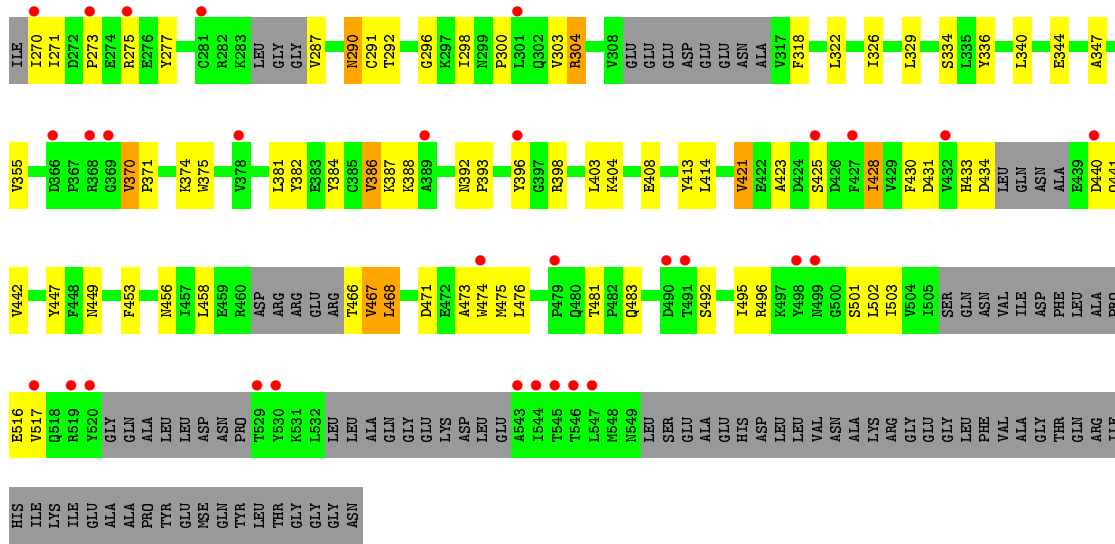 ILE I270 I271 D272 P273 E274 R275 E276 Y277 C281 R282 K283 LEU GLY GLY V287 N290 C291 T292 G296 K297 I298 N299 P300 L301 Q302 V303 R304 V308 GLU GLU GLU ASP GLU GLU ASN ALA V317 F318 L322 I326 L329 S334 L335 Y336 L340 E344 A347
V355 D366 P367 R368 G369 V370 P371 K374 W375 V378 L381 Y382 E383 Y384 C385 V386 K387 K388 A389 N392 P393 Y396 G397 R398 L403 K404 E408 Y413 L414 V421 E422 A423 D424 S425 D426 F427 I428 V429 F430 D431 V432 H433 D434 LEU GLN ASN ALA E439 D440 Q441
V442 Y447 F448 N449 F453 N456 I457 L458 E459 R460 ASP ARG ARG GLU ARG T466 V467 L468 D471 E472 A473 W474 M475 L476 P479 Q480 T481 P482 Q483 D490 T491 S492 I495 R496 K497 Y498 N499 G500 S501 L502 I503 V504 I505 SER GLN ASN VAL ILE ASP PHE LEU ALA PRO
E516 V517 Q518 R519 Y520 GLY GLN ALA LEU LEU ASP ASN PRO T529 Y530 K531 L532 LEU LEU ALA GLN GLY GLU LYS ASP LEU GLU A543 I544 T545 T546 L547 M548 N549 LEU SER GLU ALA GLU HIS ASP LEU LEU VAL ASN ALA LYS ARG GLY GLU GLY LEU PHE VAL ALA GLY THR GLN ARG ILE
HIS ILE LYS ILE GLU ALA ALA PRO TYR GLU MSE GLN TYR LEU THR GLY GLY GLY ASN